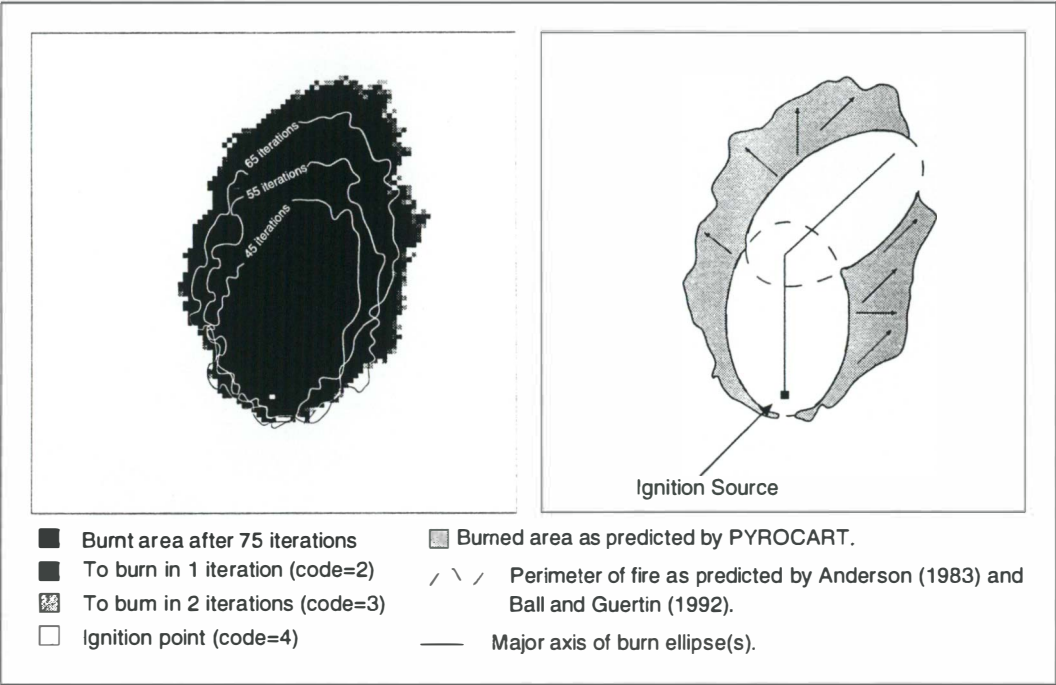 65 iterations
55 iterations
45 iterations
Ignition Source
Burnt area after 75 iterations
To burn in 1 iteration (code=2)
To burn in 2 iterations (code=3)
Ignition point (code=4)
Burned area as predicted by PYROCART.
Perimeter of fire as predicted by Anderson (1983) and
Ball and Guertin (1992).
Major axis of burn ellipse(s).